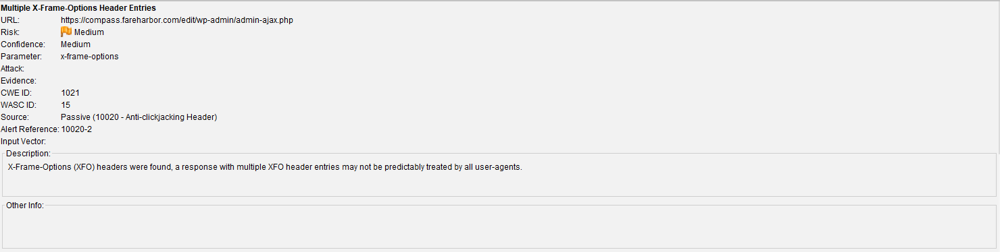 Multiple X-Frame-Options Header Entries
URL: https://compass.fareharbor.com/edit/wp-admin/admin-ajax.php
Risk: Medium
Confidence: Medium
Parameter: x-frame-options
Attack:
Evidence:
CWE ID: 1021
WASC ID: 15
Source: Passive (10020 - Anti-clickjacking Header)
Alert Reference: 10020-2
Input Vector:
Description:
X-Frame-Options (XFO) headers were found, a response with multiple XFO header entries may not be predictably treated by all user-agents.
Other Info: